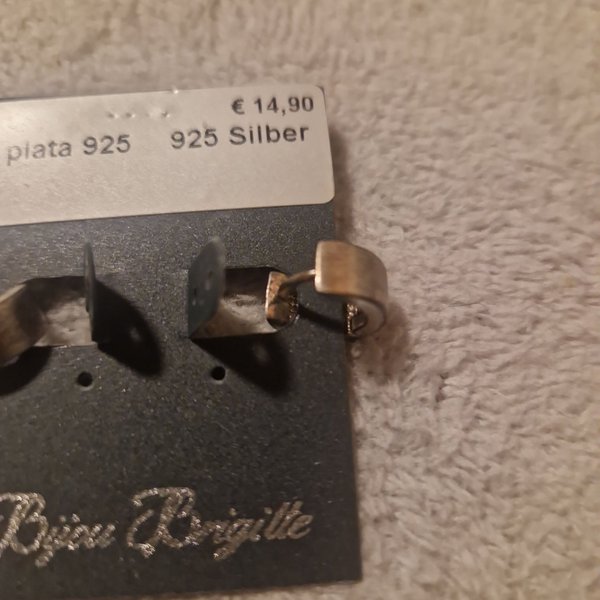 € 14,90
plata 925 925 Silber
Bijou Brigitte